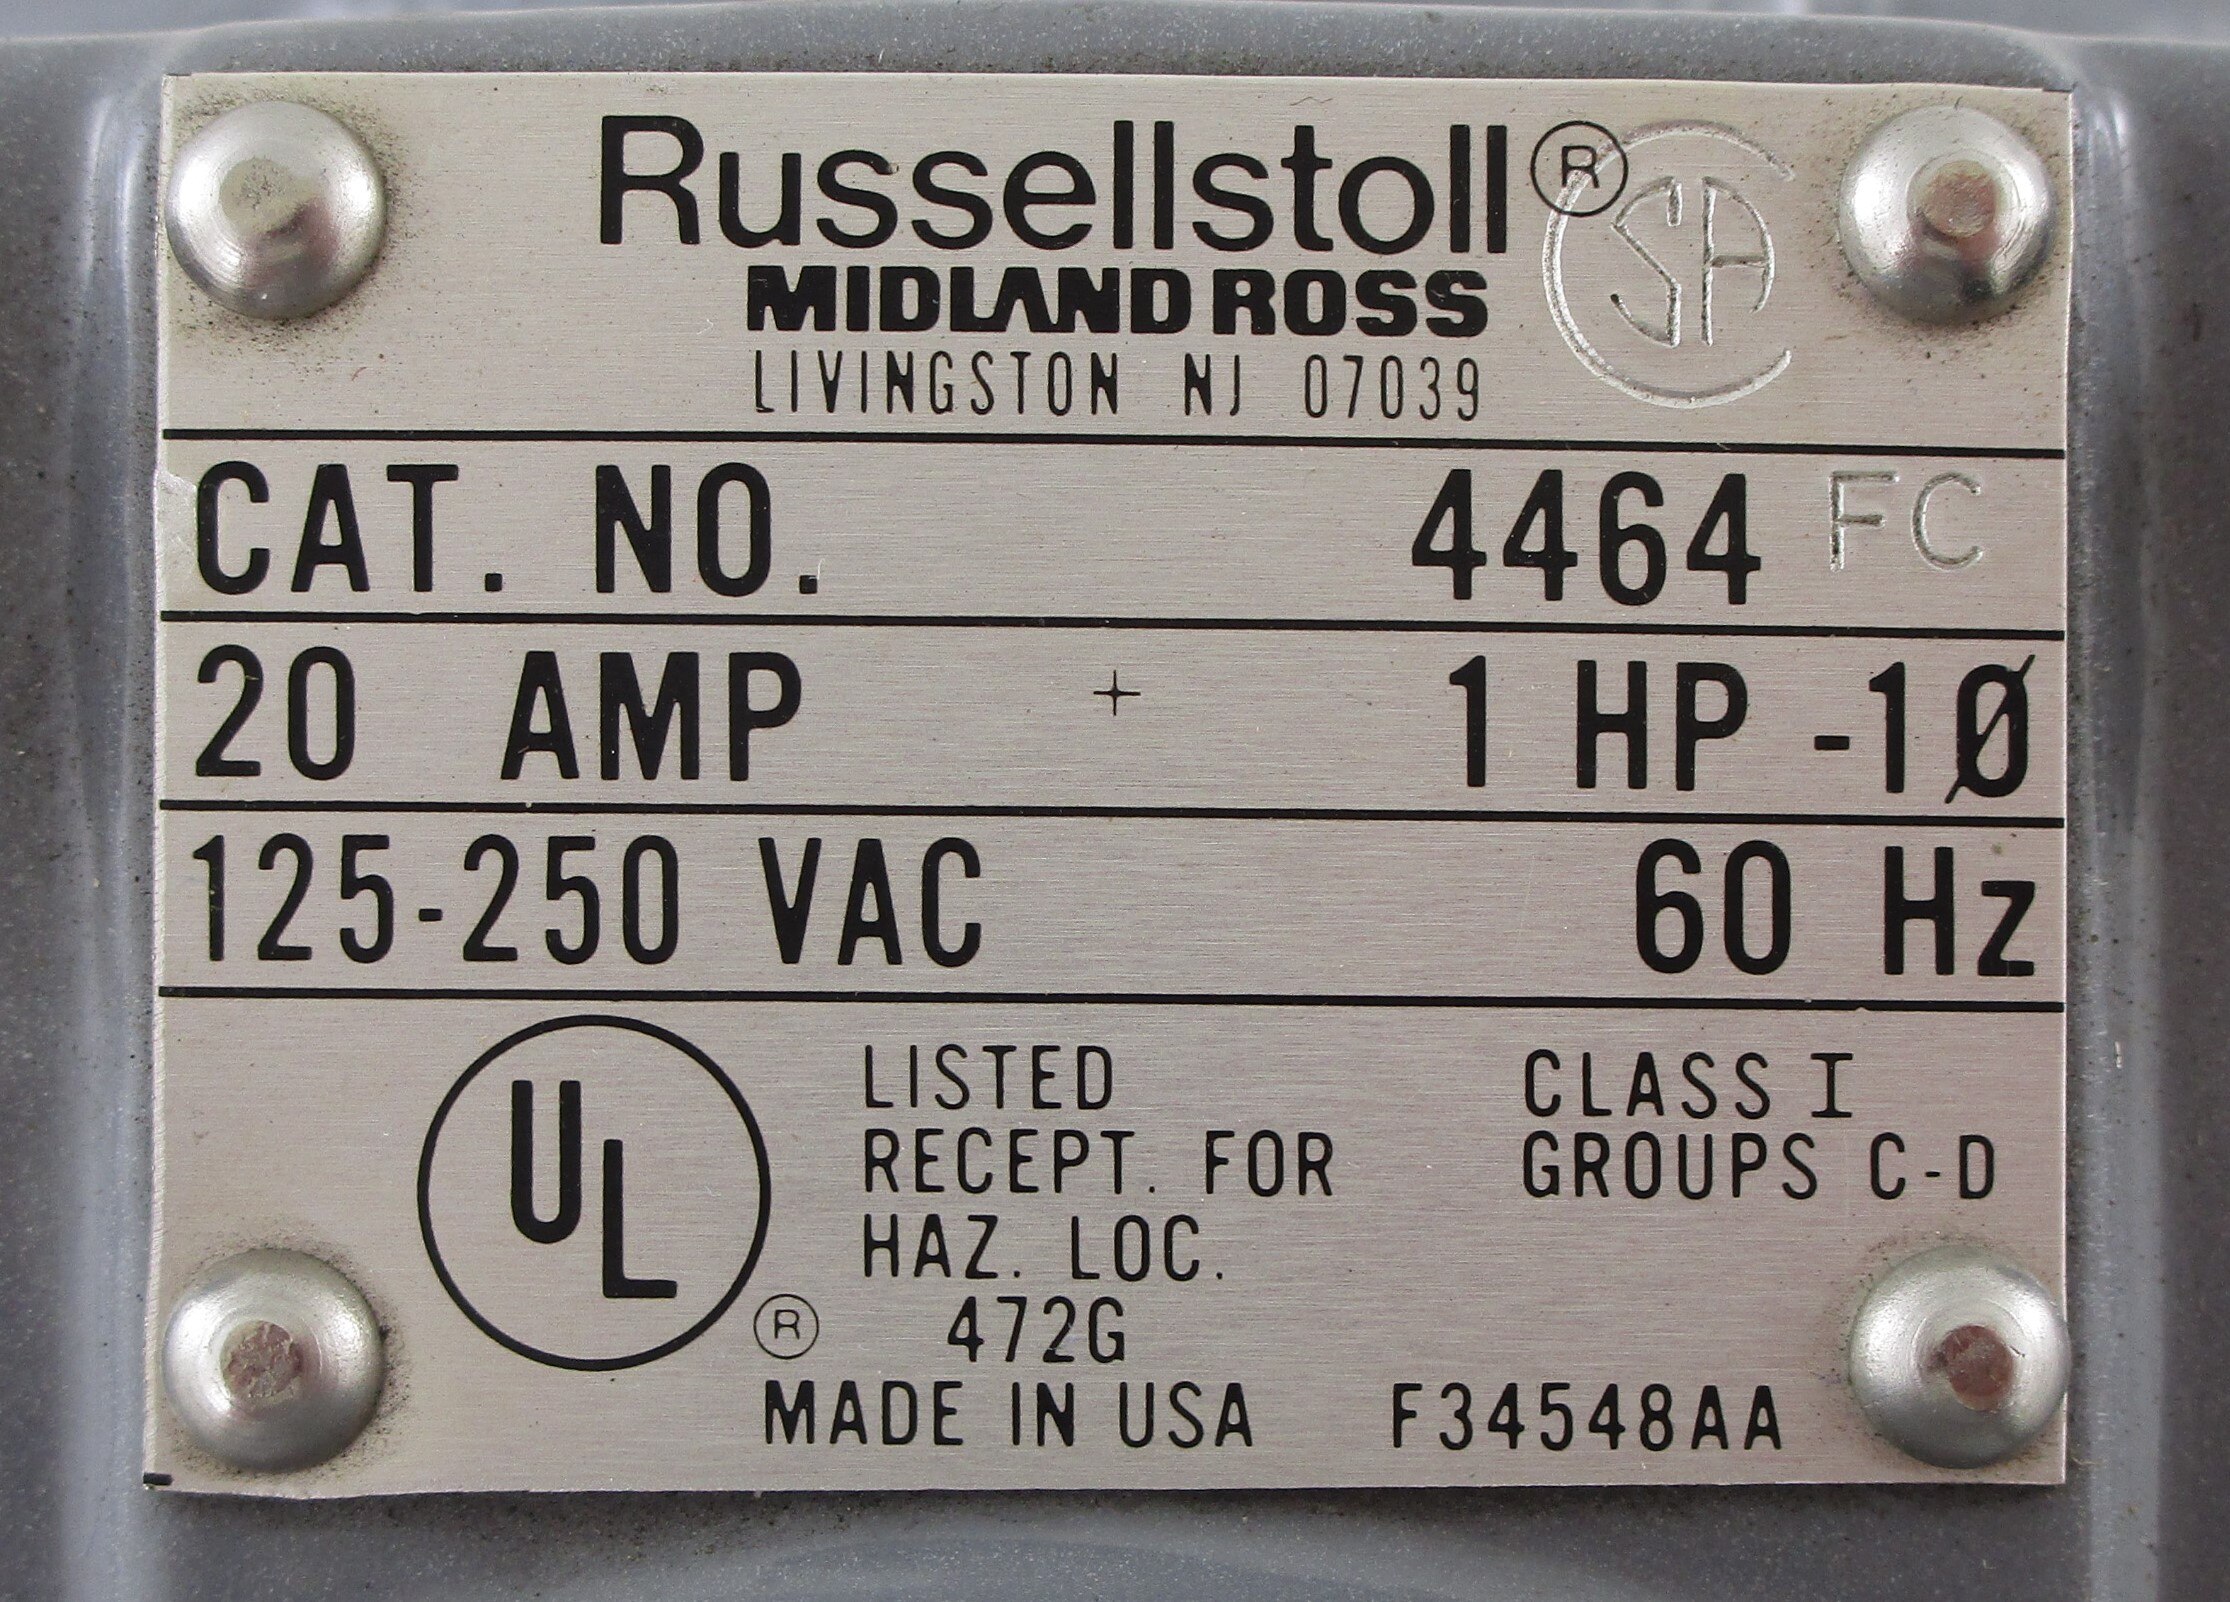 Russellstoll®
SA
MIDLAND ROSS
LIVINGSTON NJ 07039
CAT. NO. 4464 FC
20 AMP 1 HP -1Ø
125-250 VAC 60 Hz
UL®
LISTED CLASS I
RECEPT. FOR GROUPS C-D
HAZ. LOC.
472G
MADE IN USA F34548AA